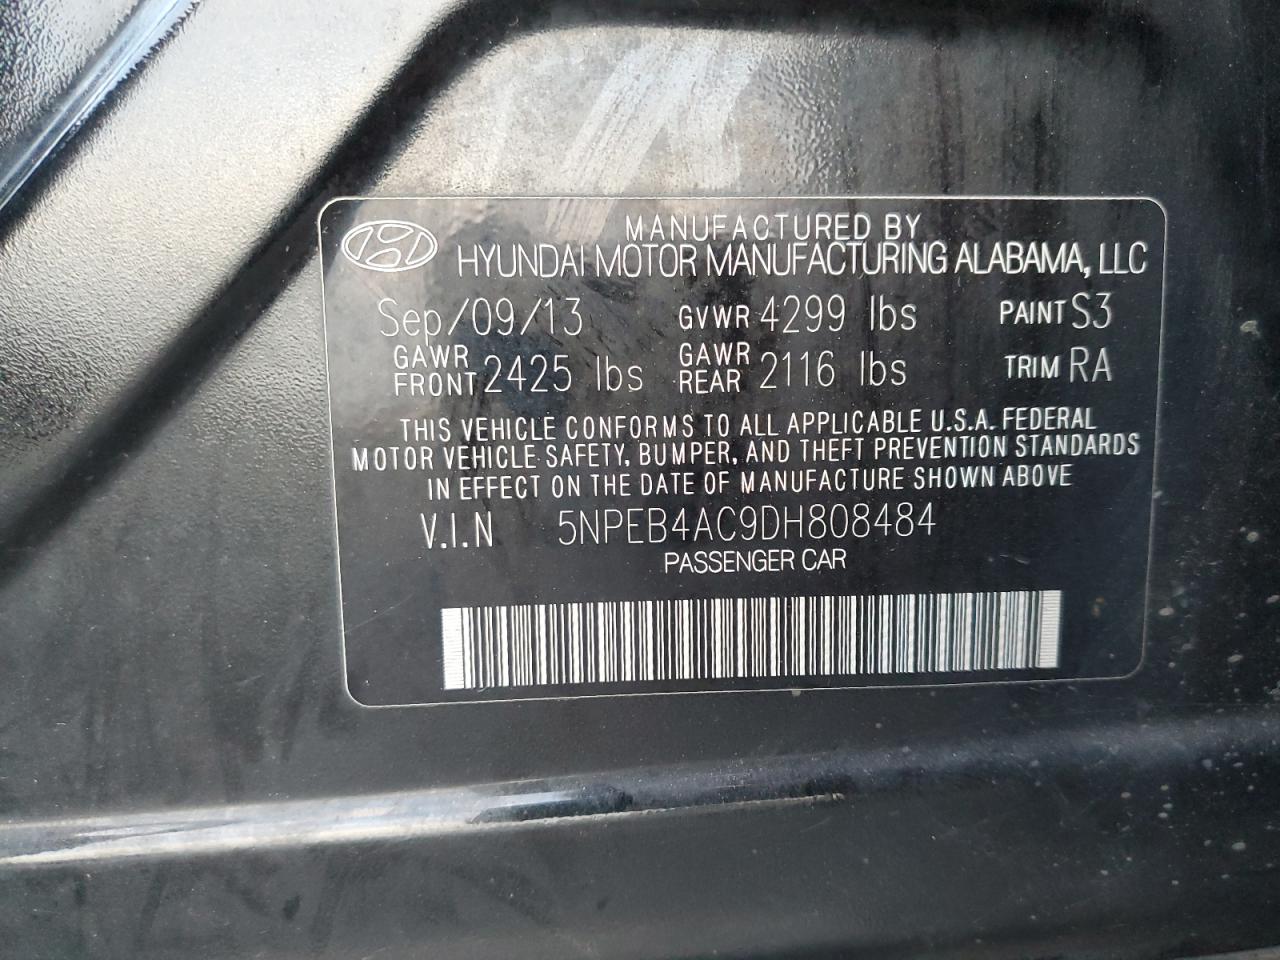 MANUFACTURED BY
HYUNDAI MOTOR MANUFACTURING ALABAMA, LLC
Sep/09/13 GVWR 4299 lbs PAINT S3
GAWR FRONT 2425 lbs GAWR REAR 2116 lbs TRIM RA
THIS VEHICLE CONFORMS TO ALL APPLICABLE U.S.A. FEDERAL
MOTOR VEHICLE SAFETY, BUMPER, AND THEFT PREVENTION STANDARDS
IN EFFECT ON THE DATE OF MANUFACTURE SHOWN ABOVE
V.I.N 5NPEB4AC9DH808484
PASSENGER CAR